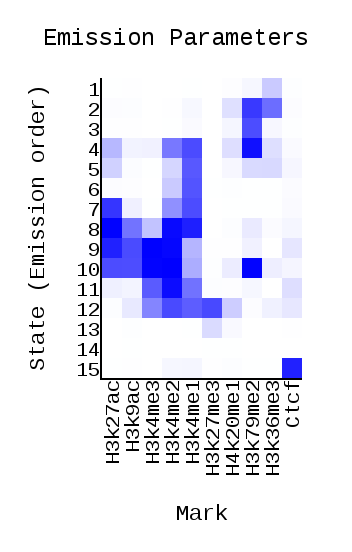 Emission Parameters
State (Emission order)
1
2
3
4
5
6
7
8
9
10
11
12
13
14
15
H3k27ac
H3k9ac
H3k4me3
H3k4me2
H3k4me1
H3k27me3
H4k20me1
H3k79me2
H3k36me3
Ctcf
Mark